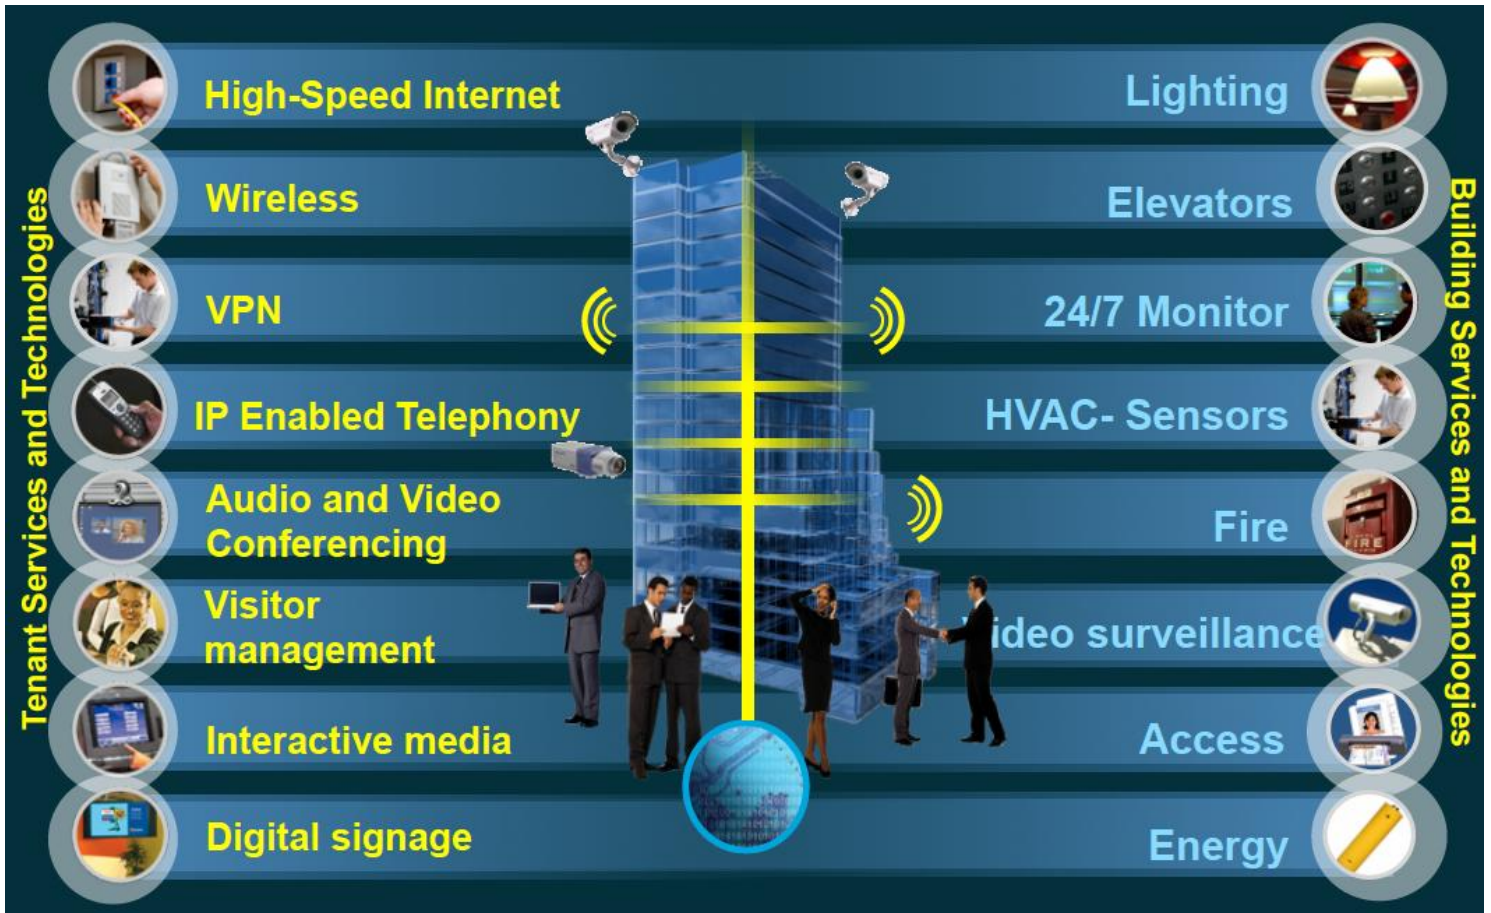 Tenant Services and Technologies
High-Speed Internet
Wireless
VPN
IP Enabled Telephony
Audio and Video
Conferencing
Visitor
management
Interactive media
Digital signage
Lighting
Elevators
24/7 Monitor
HVAC- Sensors
Fire
FIRE
ideo surveillance
Access
Energy
Building Services and Technologies